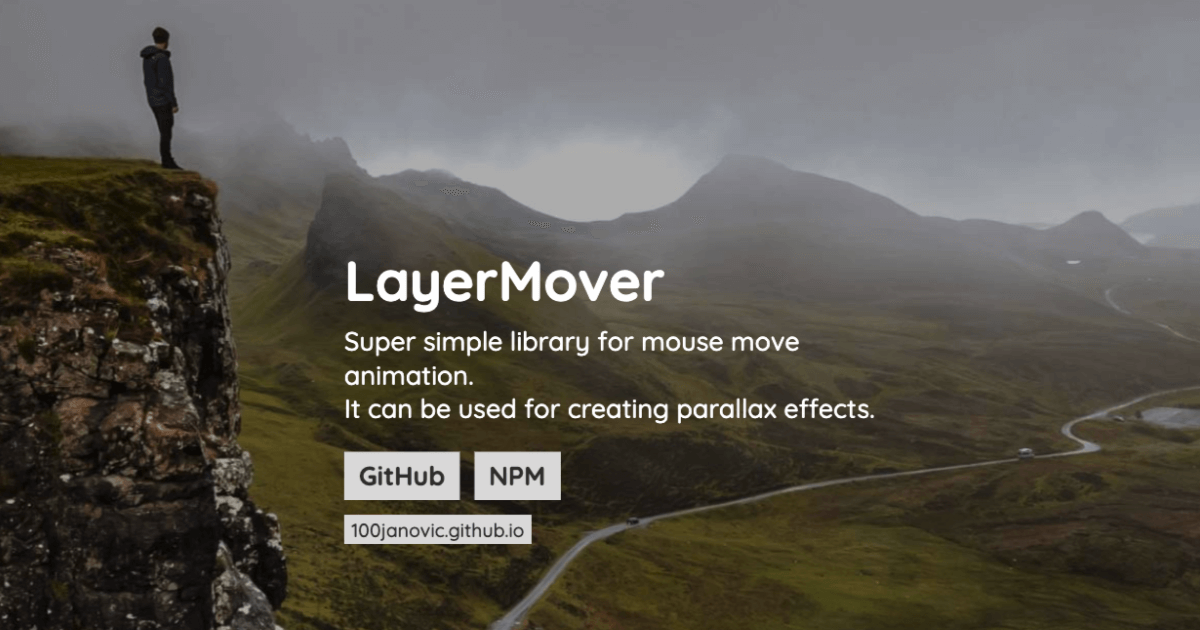 LayerMover
Super simple library for mouse move
animation.
It can be used for creating parallax effects.
GitHub NPM
100janovic.github.io